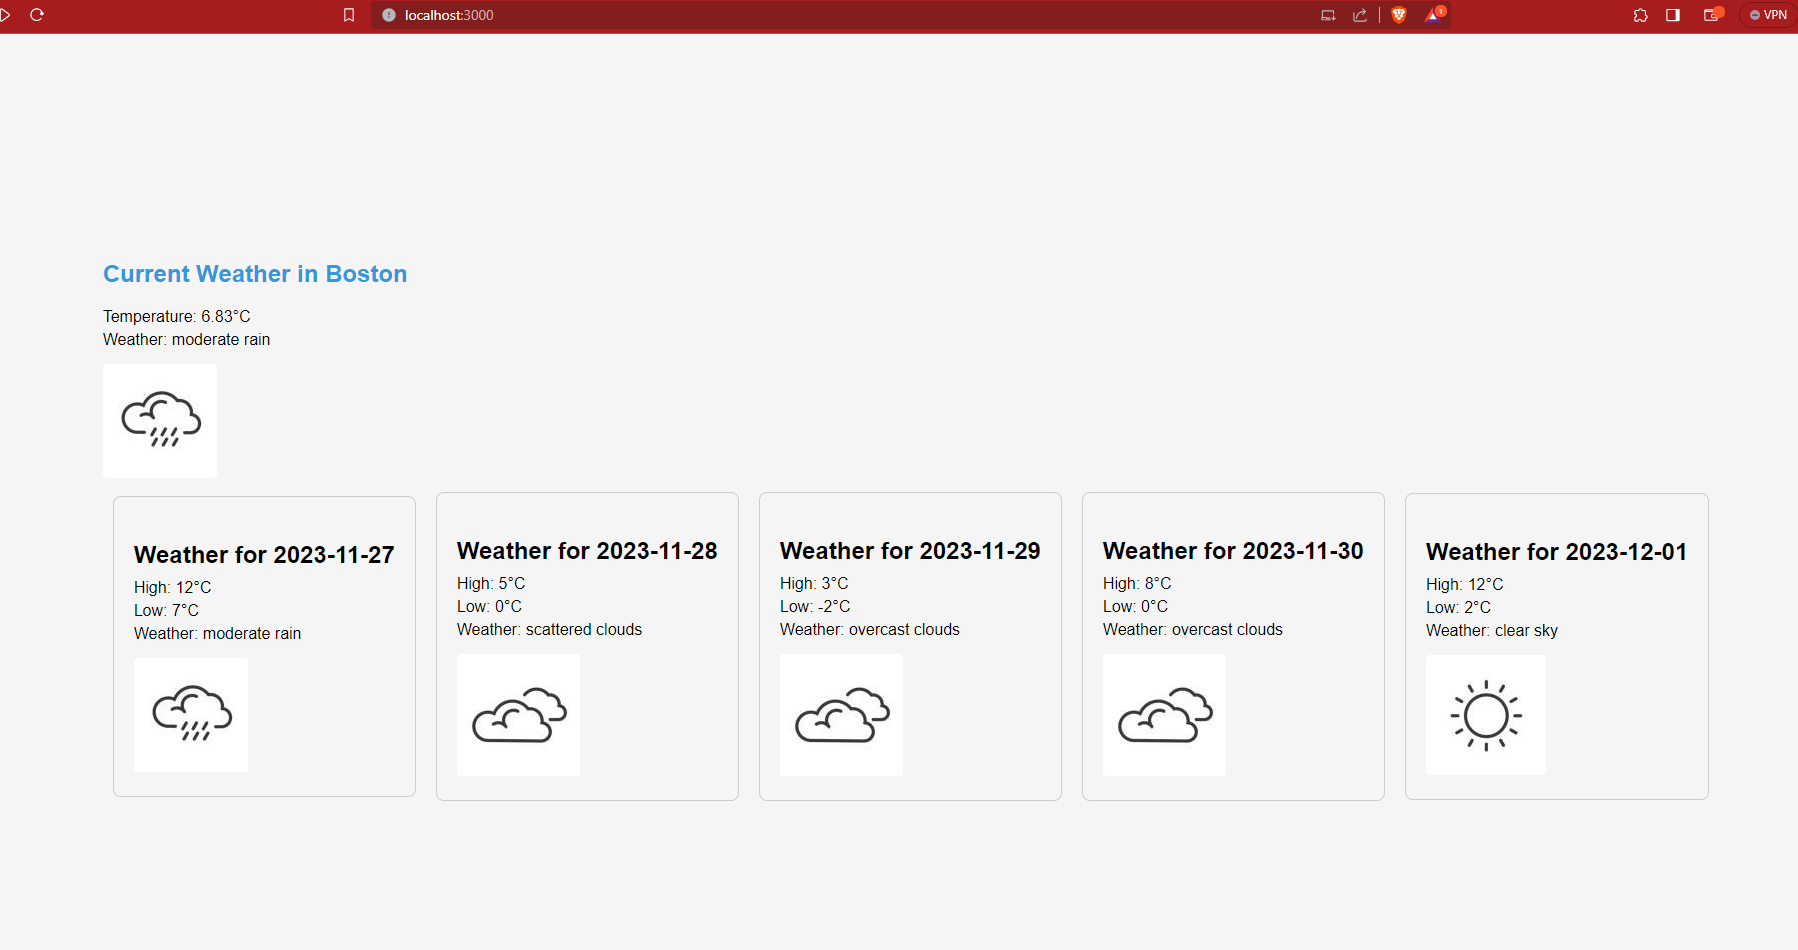 localhost:3000
1
VPN
Current Weather in Boston
Temperature: 6.83°C
Weather: moderate rain
Weather for 2023-11-27
High: 12°C
Low: 7°C
Weather: moderate rain
Weather for 2023-11-28
High: 5°C
Low: 0°C
Weather: scattered clouds
Weather for 2023-11-29
High: 3°C
Low: -2°C
Weather: overcast clouds
Weather for 2023-11-30
High: 8°C
Low: 0°C
Weather: overcast clouds
Weather for 2023-12-01
High: 12°C
Low: 2°C
Weather: clear sky